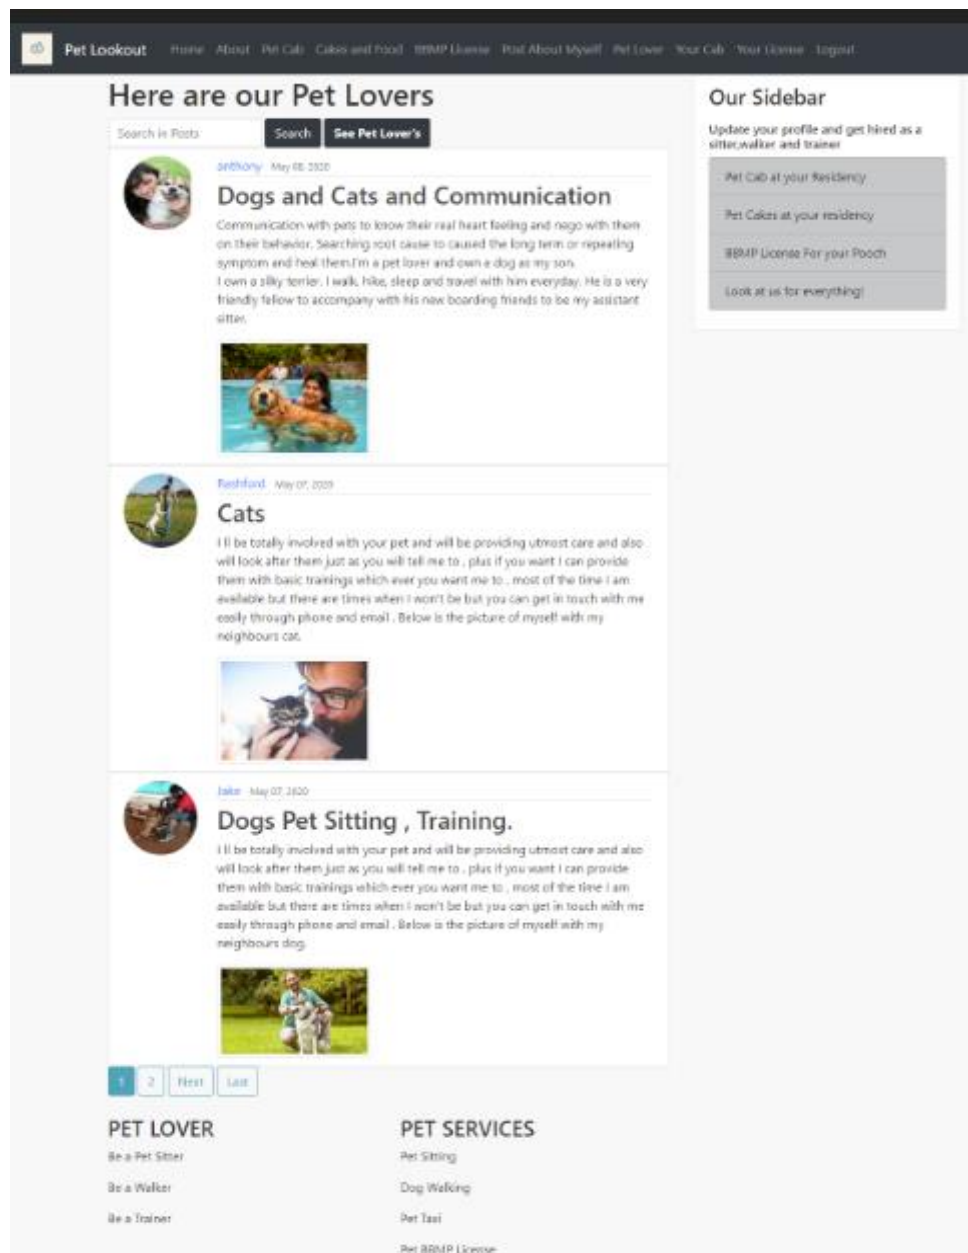 Pet Lookout Home About Pet Cab Cakes and Food BBMP License Post About Myself Pet Lover Your Cab Your License Logout
Here are our Pet Lovers
Search in Posts Search See Pet Lover's
anthony May 08, 2020
Dogs and Cats and Communication
Communication with pets to know their real heart feeling and nego with them
on their behavior. Searching root cause to caused the long term or repeating
symptom and heal them.I'm a pet lover and own a dog as my son.
I own a silky terrier. I walk, hike, sleep and travel with him everyday. He is a very
friendly fellow to accompany with his new boarding friends to be my assistant
sitter.
Rashford May 07, 2020
Cats
I ll be totally involved with your pet and will be providing utmost care and also
will look after them just as you will tell me to , plus if you want I can provide
them with basic trainings which ever you want me to , most of the time I am
available but there are times when I won't be but you can get in touch with me
easily through phone and email . Below is the picture of myself with my
neighbours cat.
Jake May 07, 2020
Dogs Pet Sitting , Training.
I ll be totally involved with your pet and will be providing utmost care and also
will look after them just as you will tell me to , plus if you want I can provide
them with basic trainings which ever you want me to , most of the time I am
available but there are times when I won't be but you can get in touch with me
easily through phone and email . Below is the picture of myself with my
neighbours dog.
1 2 Next Last
Our Sidebar
Update your profile and get hired as a
sitter,walker and trainer
Pet Cab at your Residency
Pet Cakes at your residency
BBMP License For your Pooch
Look at us for everything!
PET LOVER
Be a Pet Sitter
Be a Walker
Be a Trainer
PET SERVICES
Pet Sitting
Dog Walking
Pet Taxi
Pet BBMP License